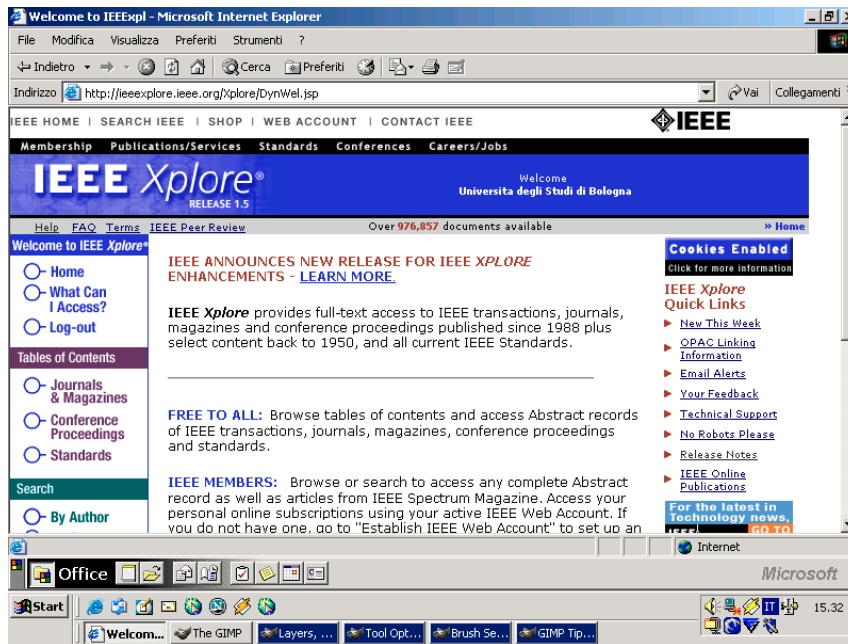 Welcome to IEEExpl - Microsoft Internet Explorer
File Modifica Visualizza Preferiti Strumenti ?
Indietro Cerca Preferiti
Indirizzo http://ieeexplore.ieee.org/Xplore/DynWel.jsp Vai Collegamenti
IEEE HOME | SEARCH IEEE | SHOP | WEB ACCOUNT | CONTACT IEEE IEEE
Membership Publications/Services Standards Conferences Careers/Jobs
IEEE Xplore®
RELEASE 1.5
Welcome
Universita degli Studi di Bologna
Help FAQ Terms IEEE Peer Review Over 976,857 documents available » Home
Welcome to IEEE Xplore®
Home
What Can
I Access?
Log-out
Tables of Contents
Journals
& Magazines
Conference
Proceedings
Standards
Search
By Author
IEEE ANNOUNCES NEW RELEASE FOR IEEE XPLORE
ENHANCEMENTS - LEARN MORE.
IEEE Xplore provides full-text access to IEEE transactions, journals,
magazines and conference proceedings published since 1988 plus
select content back to 1950, and all current IEEE Standards.
FREE TO ALL: Browse tables of contents and access Abstract records
of IEEE transactions, journals, magazines, conference proceedings
and standards.
IEEE MEMBERS: Browse or search to access any complete Abstract
record as well as articles from IEEE Spectrum Magazine. Access your
personal online subscriptions using your active IEEE Web Account. If
you do not have one, go to "Establish IEEE Web Account" to set up an
Cookies Enabled
Click for more information
IEEE Xplore
Quick Links
New This Week
OPAC Linking
Information
Email Alerts
Your Feedback
Technical Support
No Robots Please
Release Notes
IEEE Online
Publications
For the latest in
Technology news,
GO TO
Internet
Office Microsoft
Start IT 15.32
Welcom... The GIMP Layers, ... Tool Opt... Brush Se... GIMP Tip...